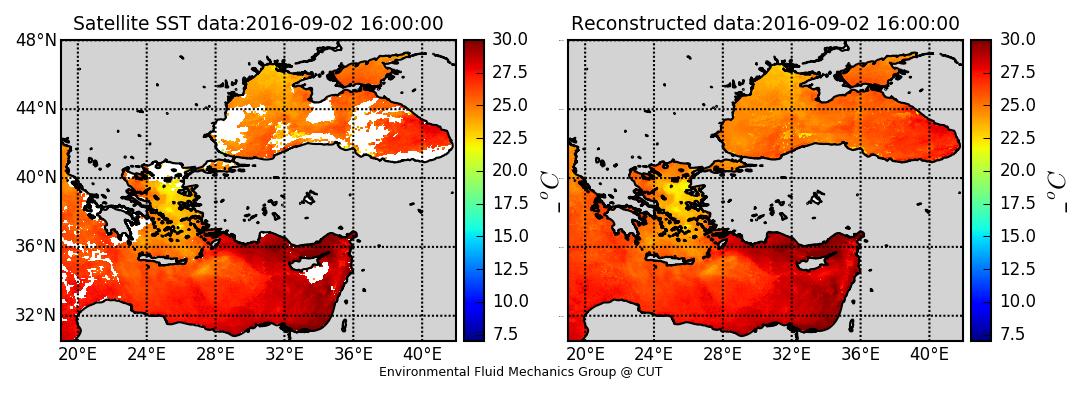 Satellite SST data:2016-09-02 16:00:00
48°N
44°N
40°N
36°N
32°N
20°E 24°E 28°E 32°E 36°E 40°E
30.0
27.5
25.0
22.5
20.0
17.5
15.0
12.5
10.0
7.5
_ °C
Reconstructed data:2016-09-02 16:00:00
20°E 24°E 28°E 32°E 36°E 40°E
30.0
27.5
25.0
22.5
20.0
17.5
15.0
12.5
10.0
7.5
_ °C
Environmental Fluid Mechanics Group @ CUT